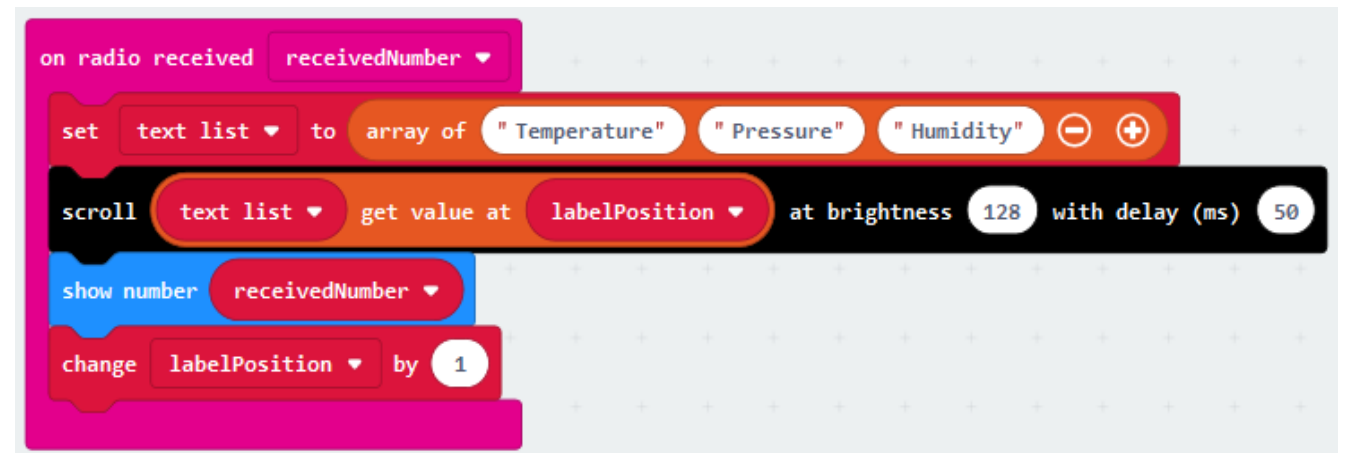 on radio received receivedNumber
set text list to array of "Temperature" "Pressure" "Humidity"
scroll text list get value at labelPosition at brightness 128 with delay (ms) 50
show number receivedNumber
change labelPosition by 1